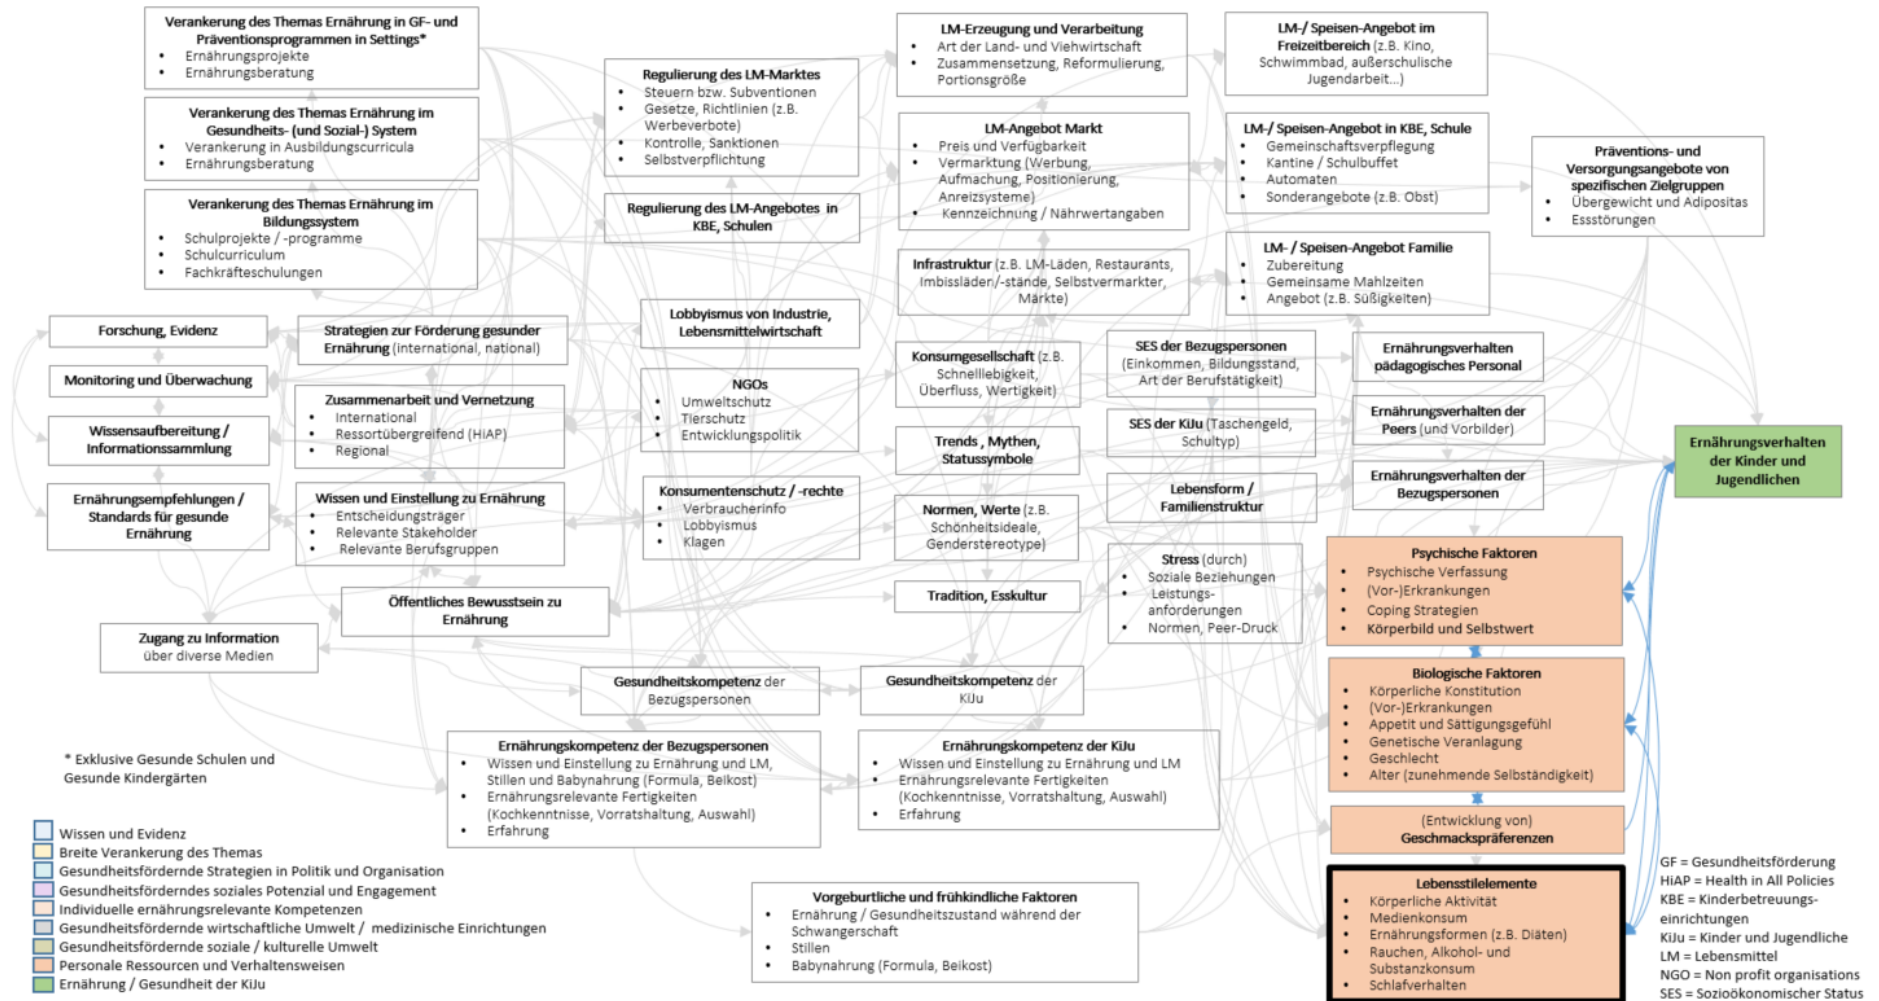 Verankerung des Themas Ernährung in GF- und
Präventionsprogrammen in Settings*
• Ernährungsprojekte
• Ernährungsberatung
Verankerung des Themas Ernährung im
Gesundheits- (und Sozial-) System
• Verankerung in Ausbildungscurricula
• Ernährungsberatung
Verankerung des Themas Ernährung im
Bildungssystem
• Schulprojekte / -programme
• Schulcurriculum
• Fachkräfteschulungen
Forschung, Evidenz
Monitoring und Überwachung
Wissensaufbereitung /
Informationssammlung
Ernährungsempfehlungen /
Standards für gesunde
Ernährung
Strategien zur Förderung gesunder
Ernährung (international, national)
Zusammenarbeit und Vernetzung
• International
• Ressortübergreifend (HiAP)
• Regional
Wissen und Einstellung zu Ernährung
• Entscheidungsträger
• Relevante Stakeholder
• Relevante Berufsgruppen
Öffentliches Bewusstsein zu
Ernährung
Zugang zu Information
über diverse Medien
Regulierung des LM-Marktes
• Steuern bzw. Subventionen
• Gesetze, Richtlinien (z.B.
Werbeverbote)
• Kontrolle, Sanktionen
• Selbstverpflichtung
Regulierung des LM-Angebotes in
KBE, Schulen
Lobbyismus von Industrie,
Lebensmittelwirtschaft
NGOs
• Umweltschutz
• Tierschutz
• Entwicklungspolitik
Konsumentenschutz / -rechte
• Verbraucherinfo
• Lobbyismus
• Klagen
Gesundheitskompetenz der
Bezugspersonen
Gesundheitskompetenz der
KiJu
Ernährungskompetenz der Bezugspersonen
• Wissen und Einstellung zu Ernährung und LM,
Stillen und Babynahrung (Formula, Beikost)
• Ernährungsrelevante Fertigkeiten
(Kochkenntnisse, Vorratshaltung, Auswahl)
• Erfahrung
Ernährungskompetenz der KiJu
• Wissen und Einstellung zu Ernährung und LM
• Ernährungsrelevante Fertigkeiten
(Kochkenntnisse, Vorratshaltung, Auswahl)
• Erfahrung
Vorgeburtliche und frühkindliche Faktoren
• Ernährung / Gesundheitszustand während der
Schwangerschaft
• Stillen
• Babynahrung (Formula, Beikost)
LM-Erzeugung und Verarbeitung
• Art der Land- und Viehwirtschaft
• Zusammensetzung, Reformulierung,
Portionsgröße
LM-Angebot Markt
• Preis und Verfügbarkeit
• Vermarktung (Werbung,
Aufmachung, Positionierung,
Anreizsysteme)
• Kennzeichnung / Nährwertangaben
Infrastruktur (z.B. LM-Läden, Restaurants,
Imbissläden/-stände, Selbstvermarkter,
Märkte)
Konsumgesellschaft (z.B.
Schnelllebigkeit,
Überfluss, Wertigkeit)
Trends , Mythen,
Statussymbole
Normen, Werte (z.B.
Schönheitsideale,
Genderstereotype)
Tradition, Esskultur
LM-/ Speisen-Angebot im
Freizeitbereich (z.B. Kino,
Schwimmbad, außerschulische
Jugendarbeit...)
LM-/ Speisen-Angebot in KBE, Schule
• Gemeinschaftsverpflegung
• Kantine / Schulbuffet
• Automaten
• Sonderangebote (z.B. Obst)
LM- / Speisen-Angebot Familie
• Zubereitung
• Gemeinsame Mahlzeiten
• Angebot (z.B. Süßigkeiten)
SES der Bezugspersonen
(Einkommen, Bildungsstand,
Art der Berufstätigkeit)
SES der KiJu (Taschengeld,
Schultyp)
Lebensform /
Familienstruktur
Stress (durch)
• Soziale Beziehungen
• Leistungs-
anforderungen
• Normen, Peer-Druck
Präventions- und
Versorgungsangebote von
spezifischen Zielgruppen
• Übergewicht und Adipositas
• Essstörungen
Ernährungsverhalten
pädagogisches Personal
Ernährungsverhalten der
Peers (und Vorbilder)
Ernährungsverhalten der
Bezugspersonen
Ernährungsverhalten
der Kinder und
Jugendlichen
Psychische Faktoren
• Psychische Verfassung
• (Vor-)Erkrankungen
• Coping Strategien
• Körperbild und Selbstwert
Biologische Faktoren
• Körperliche Konstitution
• (Vor-)Erkrankungen
• Appetit und Sättigungsgefühl
• Genetische Veranlagung
• Geschlecht
• Alter (zunehmende Selbständigkeit)
(Entwicklung von)
Geschmackspräferenzen
Lebensstilelemente
• Körperliche Aktivität
• Medienkonsum
• Ernährungsformen (z.B. Diäten)
• Rauchen, Alkohol- und
Substanzkonsum
• Schlafverhalten
* Exklusive Gesunde Schulen und
Gesunde Kindergärten
Wissen und Evidenz
Breite Verankerung des Themas
Gesundheitsfördernde Strategien in Politik und Organisation
Gesundheitsförderndes soziales Potenzial und Engagement
Individuelle ernährungsrelevante Kompetenzen
Gesundheitsfördernde wirtschaftliche Umwelt / medizinische Einrichtungen
Gesundheitsfördernde soziale / kulturelle Umwelt
Personale Ressourcen und Verhaltensweisen
Ernährung / Gesundheit der KiJu
GF = Gesundheitsförderung
HiAP = Health in All Policies
KBE = Kinderbetreuungs-
einrichtungen
KiJu = Kinder und Jugendliche
LM = Lebensmittel
NGO = Non profit organisations
SES = Sozioökonomischer Status